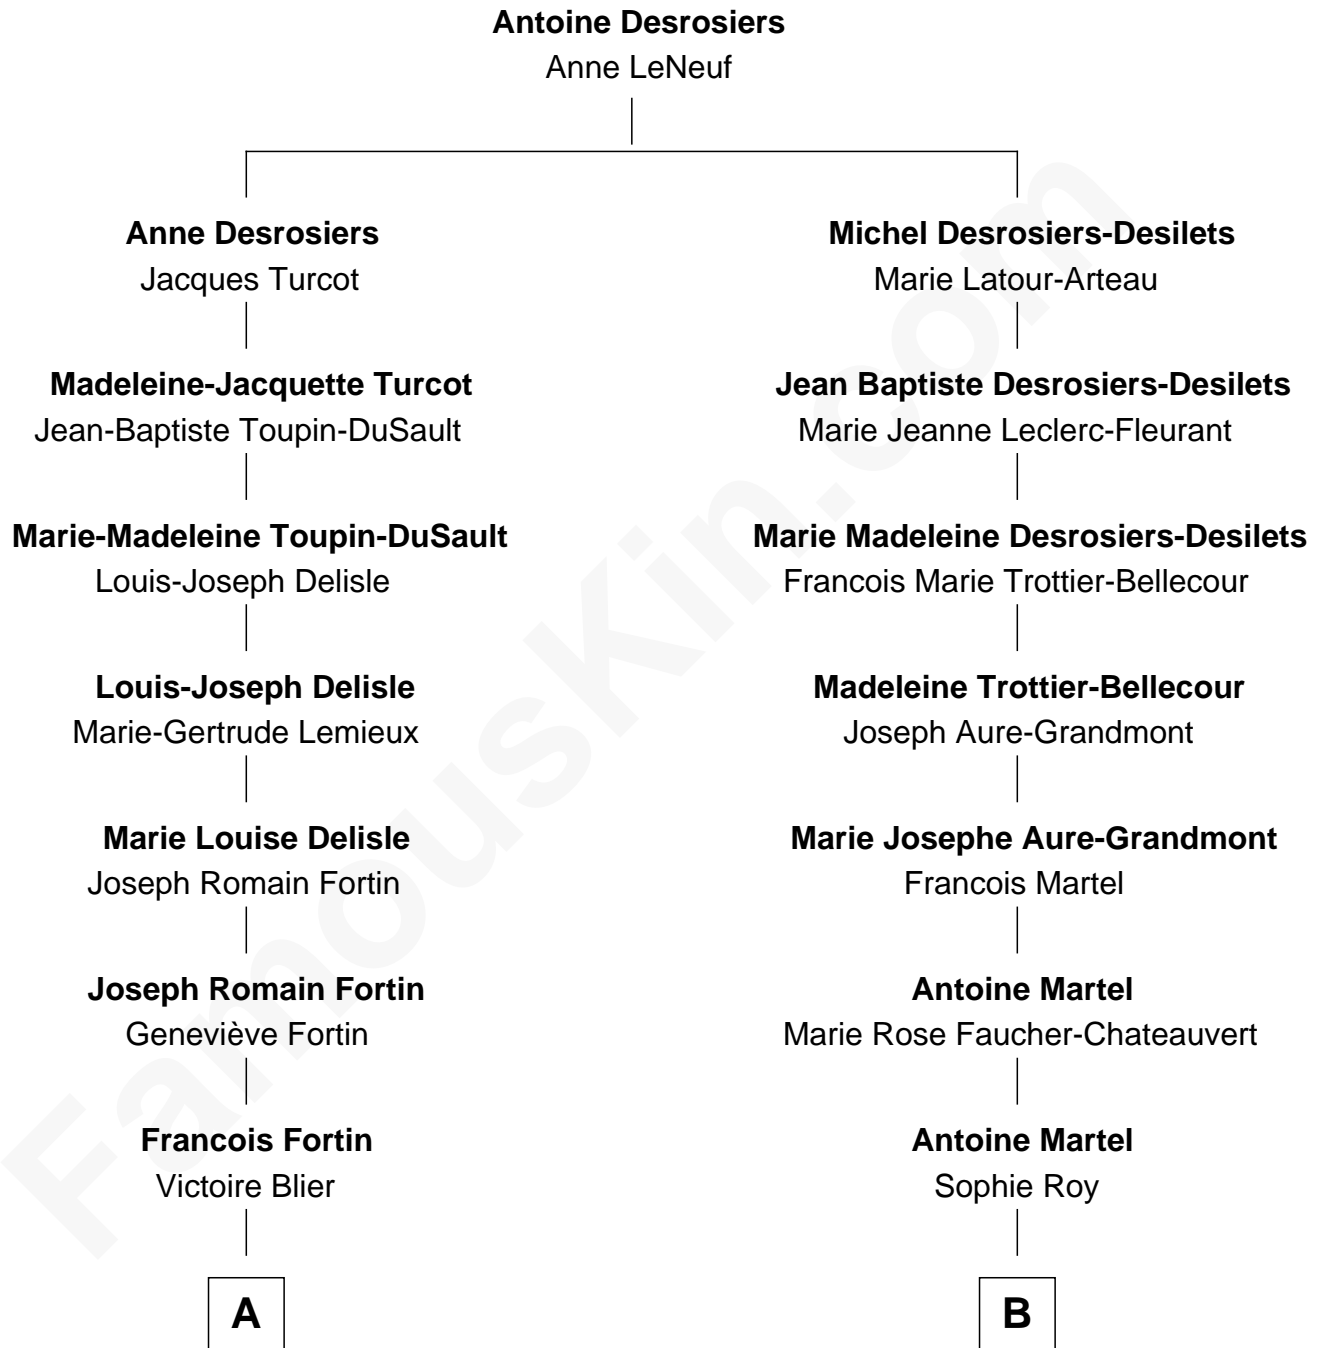 Antoine Desrosiers
Anne LeNeuf
Anne Desrosiers
Jacques Turcot
Madeleine-Jacquette Turcot
Jean-Baptiste Toupin-DuSault
Marie-Madeleine Toupin-DuSault
Louis-Joseph Delisle
Louis-Joseph Delisle
Marie-Gertrude Lemieux
Marie Louise Delisle
Joseph Romain Fortin
Joseph Romain Fortin
Geneviève Fortin
Francois Fortin
Victoire Blier
A
Michel Desrosiers-Desilets
Marie Latour-Arteau
Jean Baptiste Desrosiers-Desilets
Marie Jeanne Leclerc-Fleurant
Marie Madeleine Desrosiers-Desilets
Francois Marie Trottier-Bellecour
Madeleine Trottier-Bellecour
Joseph Aure-Grandmont
Marie Josephe Aure-Grandmont
Francois Martel
Antoine Martel
Marie Rose Faucher-Chateauvert
Antoine Martel
Sophie Roy
B
FamousKin.com